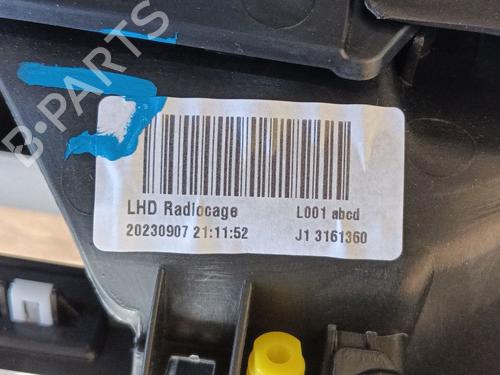 B-PARTS
LHD Radiocage L001 abcd
20230907 21:11:52 J1 3161360